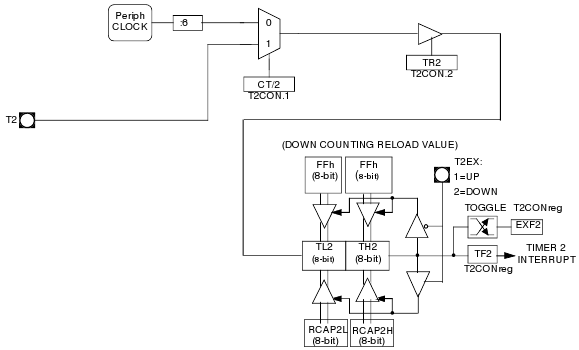 Periph
CLOCK
:6
0
1
CT/2
T2CON.1
TR2
T2CON.2
T2
(DOWN COUNTING RELOAD VALUE)
FFh
(8-bit)
FFh
(8-bit)
T2EX:
1=UP
2=DOWN
TOGGLE T2CONreg
EXF2
TL2
(8-bit)
TH2
(8-bit)
TF2
T2CONreg
TIMER 2
INTERRUPT
RCAP2L
(8-bit)
RCAP2H
(8-bit)